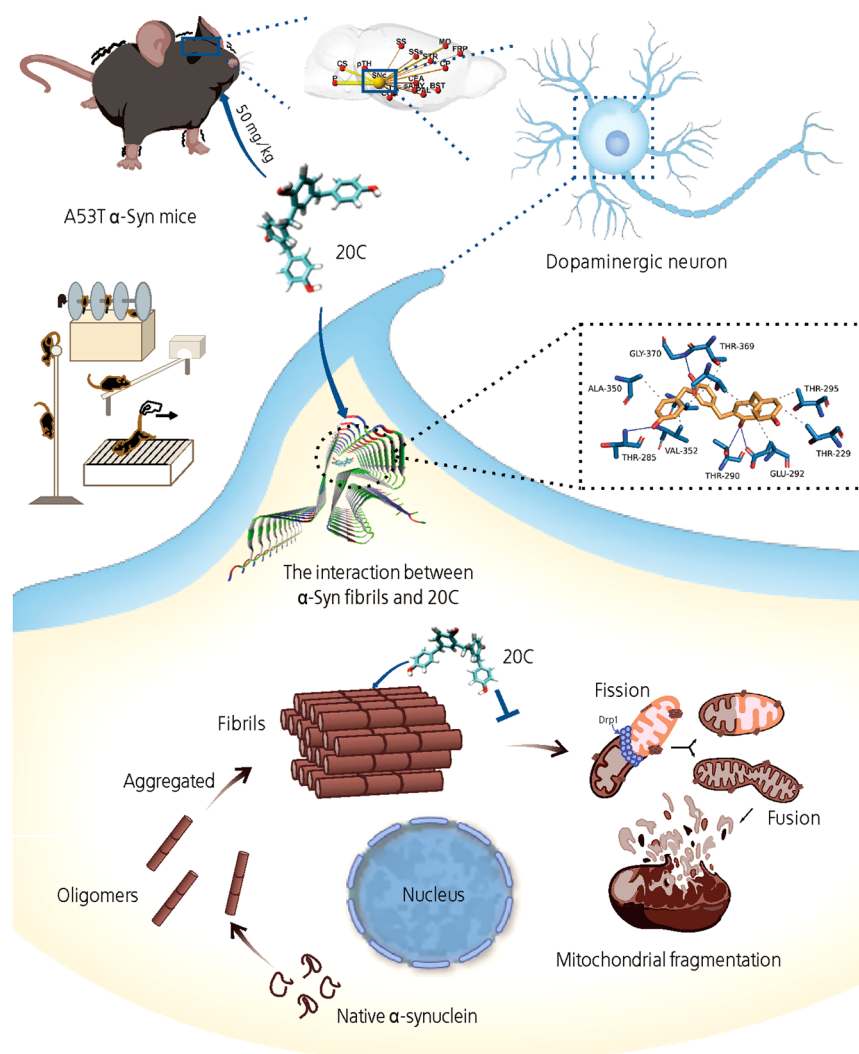 SS
MO
SSs
STR
FRP
CS
pTH
CP
P
SNc
CEA
BST
50 mg/kg
A53T α-Syn mice
20C
Dopaminergic neuron
THR-369
GLY-370
ALA-350
THR-295
THR-285
VAL-352
THR-290
GLU-292
THR-229
The interaction between
α-Syn fibrils and 20C
20C
Fission
Drp1
Fibrils
Aggregated
Fusion
Oligomers
Nucleus
Mitochondrial fragmentation
Native α-synuclein